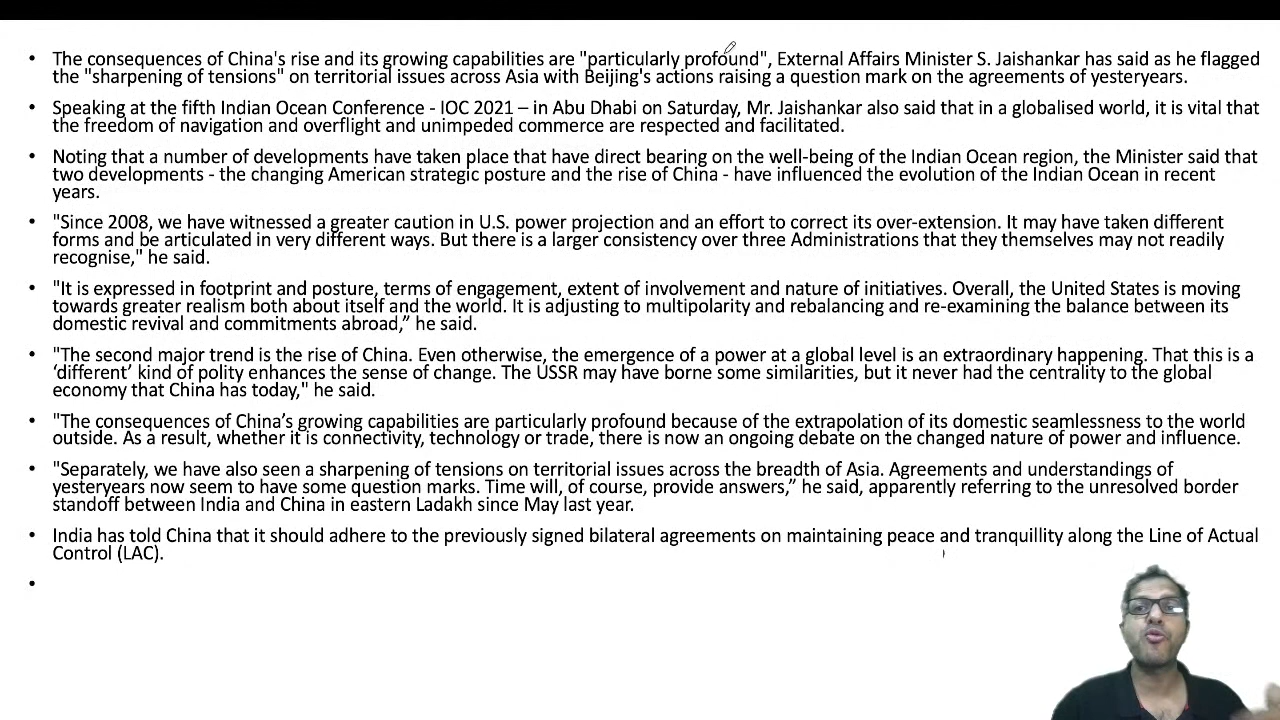 • The consequences of China's rise and its growing capabilities are "particularly profound", External Affairs Minister S. Jaishankar has said as he flagged
the "sharpening of tensions" on territorial issues across Asia with Beijing's actions raising a question mark on the agreements of yesteryears.
• Speaking at the fifth Indian Ocean Conference - IOC 2021 – in Abu Dhabi on Saturday, Mr. Jaishankar also said that in a globalised world, it is vital that
the freedom of navigation and overflight and unimpeded commerce are respected and facilitated.
• Noting that a number of developments have taken place that have direct bearing on the well-being of the Indian Ocean region, the Minister said that
two developments - the changing American strategic posture and the rise of China - have influenced the evolution of the Indian Ocean in recent
years.
• "Since 2008, we have witnessed a greater caution in U.S. power projection and an effort to correct its over-extension. It may have taken different
forms and be articulated in very different ways. But there is a larger consistency over three Administrations that they themselves may not readily
recognise," he said.
• "It is expressed in footprint and posture, terms of engagement, extent of involvement and nature of initiatives. Overall, the United States is moving
towards greater realism both about itself and the world. It is adjusting to multipolarity and rebalancing and re-examining the balance between its
domestic revival and commitments abroad,” he said.
• "The second major trend is the rise of China. Even otherwise, the emergence of a power at a global level is an extraordinary happening. That this is a
‘different’ kind of polity enhances the sense of change. The USSR may have borne some similarities, but it never had the centrality to the global
economy that China has today," he said.
• "The consequences of China’s growing capabilities are particularly profound because of the extrapolation of its domestic seamlessness to the world
outside. As a result, whether it is connectivity, technology or trade, there is now an ongoing debate on the changed nature of power and influence.
• "Separately, we have also seen a sharpening of tensions on territorial issues across the breadth of Asia. Agreements and understandings of
yesteryears now seem to have some question marks. Time will, of course, provide answers,” he said, apparently referring to the unresolved border
standoff between India and China in eastern Ladakh since May last year.
• India has told China that it should adhere to the previously signed bilateral agreements on maintaining peace and tranquillity along the Line of Actual
Control (LAC).
•